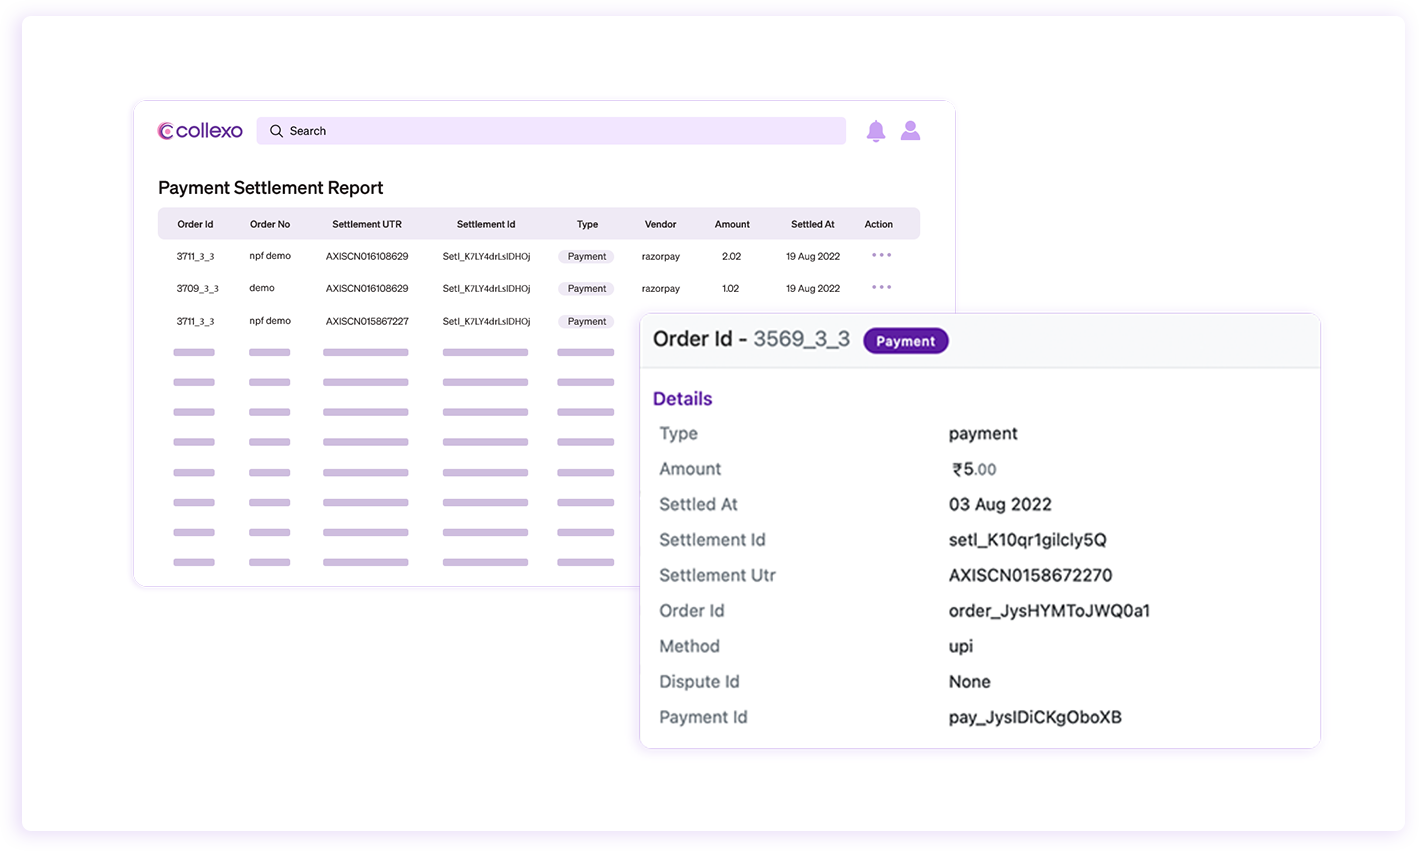 collexo Search
Payment Settlement Report
Order Id Order No Settlement UTR Settlement Id Type Vendor Amount Settled At Action
3711_3_3 npf demo AXISCN016108629 Setl_K7LY4drLslDHOj Payment razorpay 2.02 19 Aug 2022
3709_3_3 demo AXISCN016108629 Setl_K7LY4drLslDHOj Payment razorpay 1.02 19 Aug 2022
3711_3_3 npf demo AXISCN015867227 Setl_K7LY4drLslDHOj Payment
Order Id - 3569_3_3 Payment
Details
Type payment
Amount ₹5.00
Settled At 03 Aug 2022
Settlement Id setl_K10qr1gilcly5Q
Settlement Utr AXISCN0158672270
Order Id order_JysHYMToJWQ0a1
Method upi
Dispute Id None
Payment Id pay_JyslDiCKgOboXB